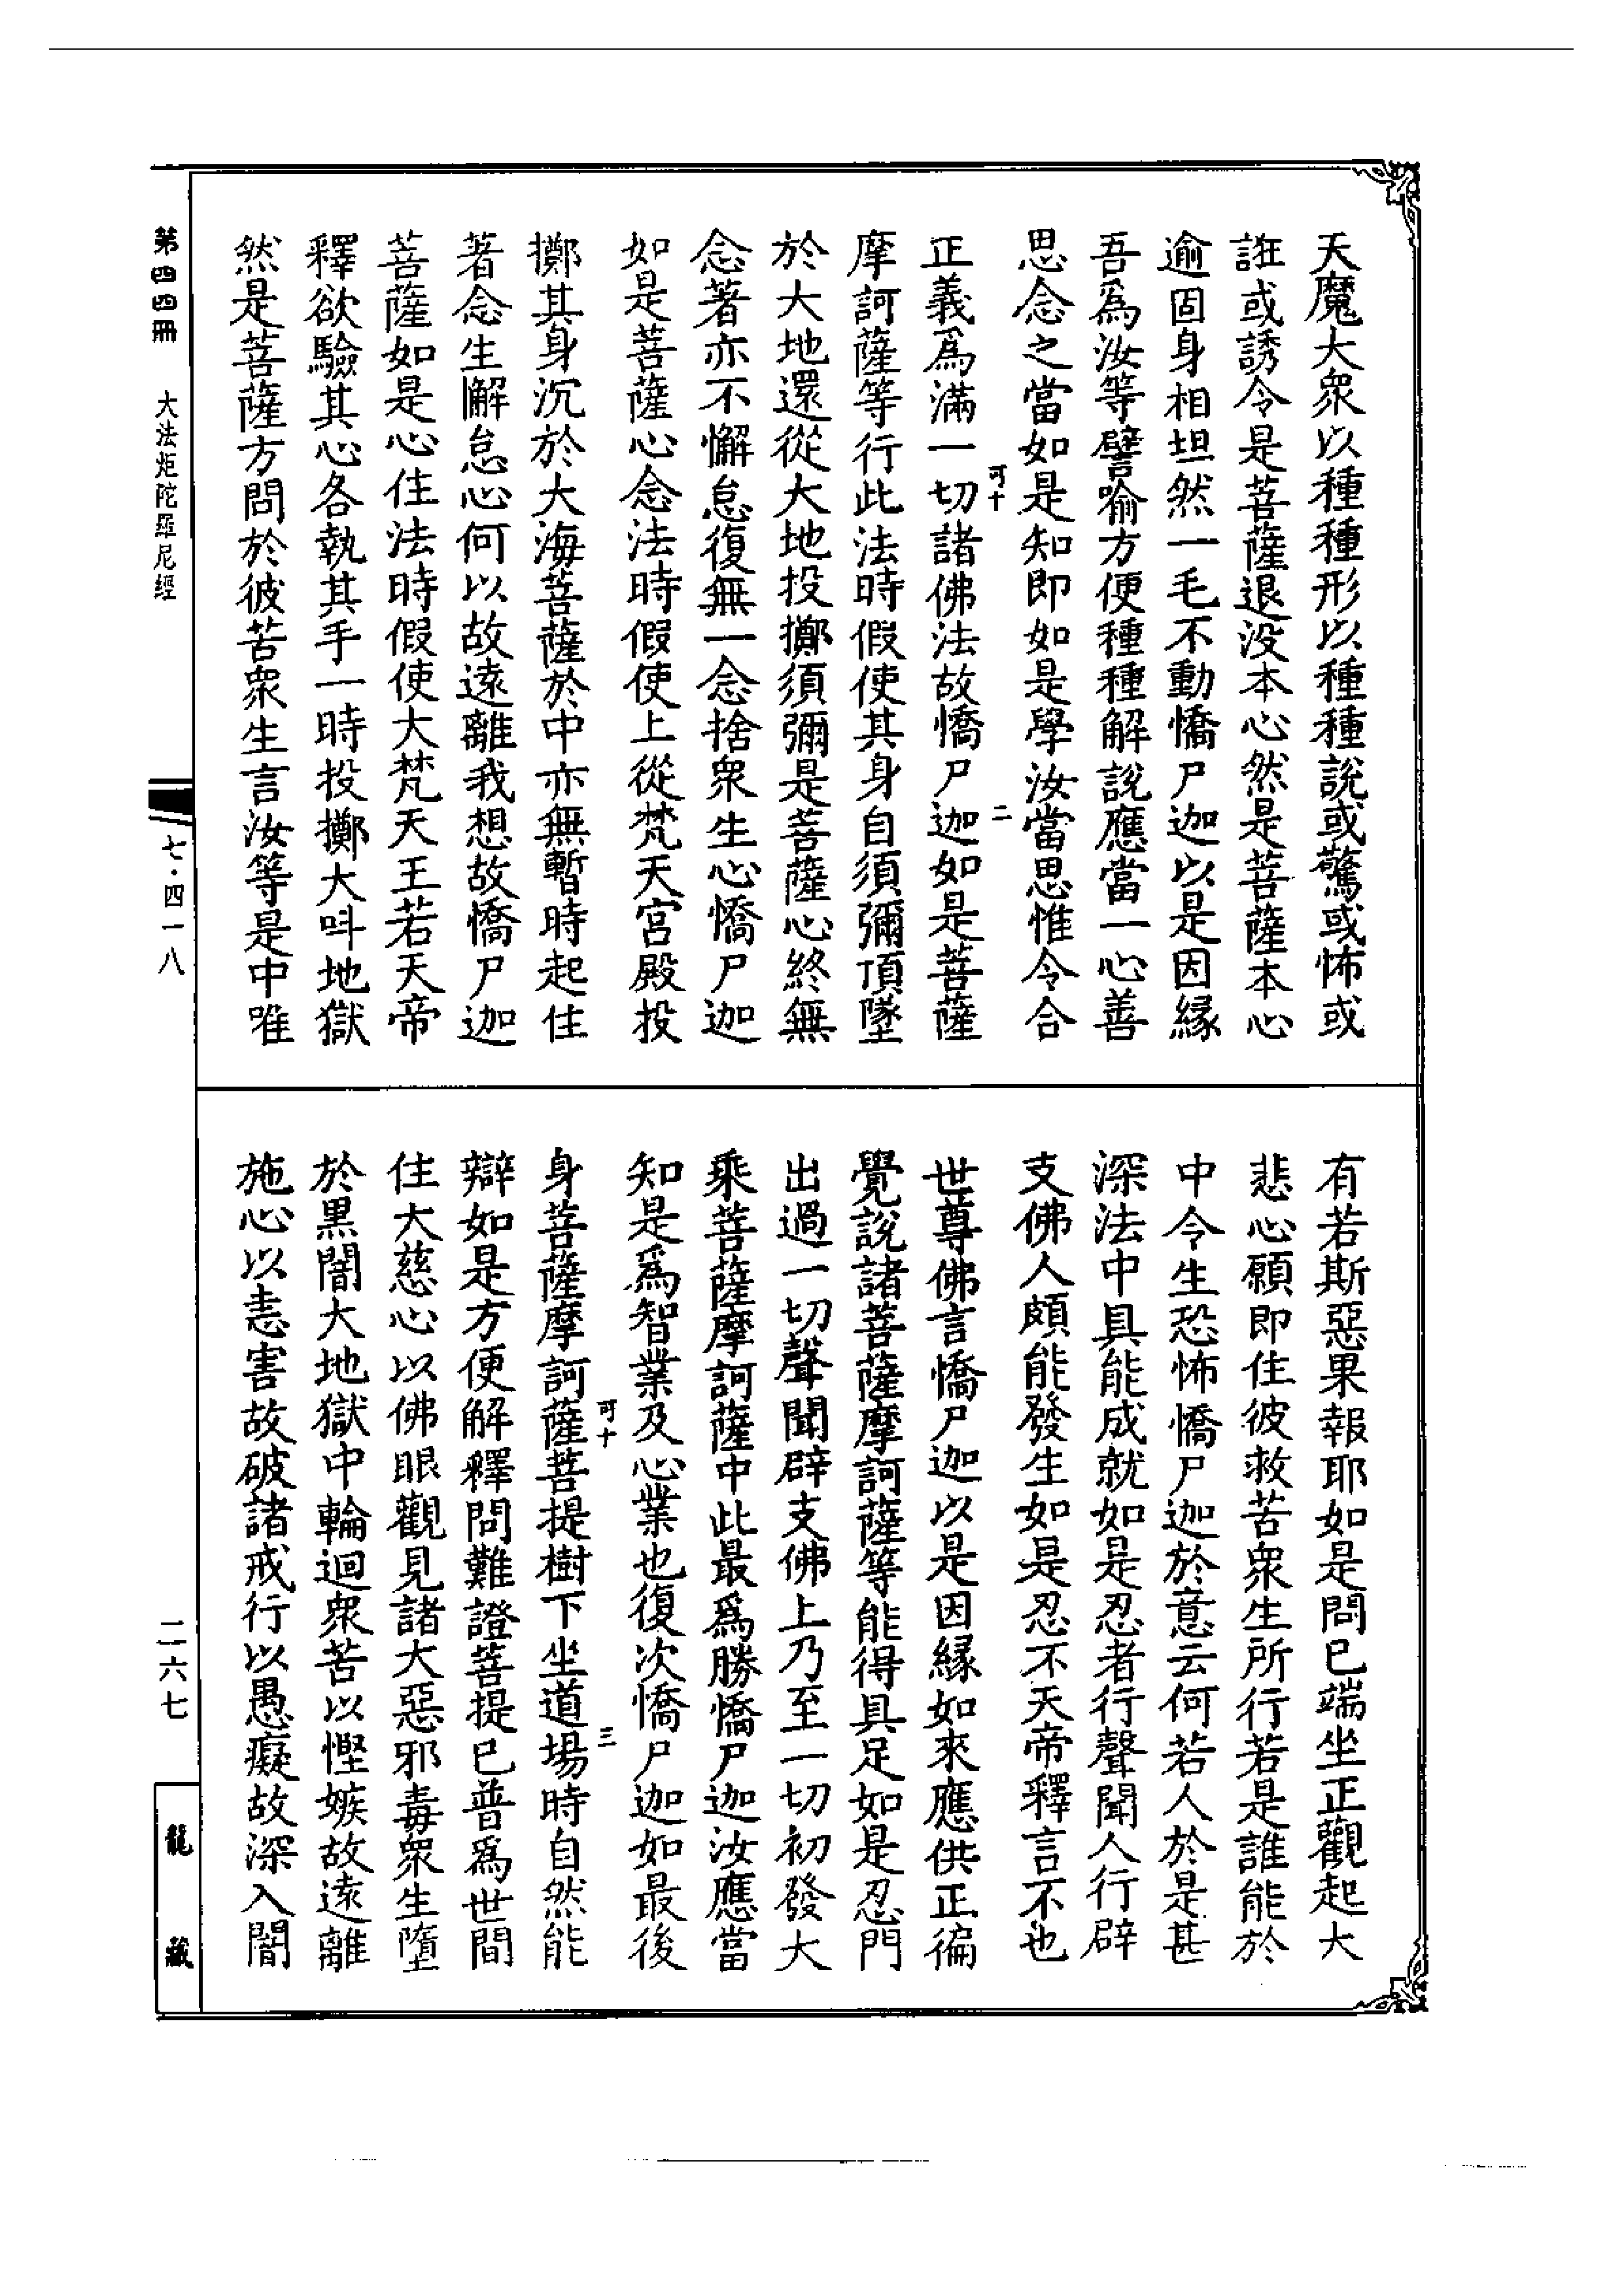 天魔大衆以種種形以種種說或驚或怖或
誑或誘令是菩薩退没本心然是菩薩本心
逾固身相坦然一毛不動憍尸迦以是因緣
吾爲汝等譬喻方便種種解說應當一心善
思念之當如是知即如是學汝當思惟令合
可十 二
正義爲滿一切諸佛法故憍尸迦如是菩薩
摩訶薩等行此法時假使其身自須彌頂墜
於大地還從大地投擲須彌是菩薩心終無
念著亦不懈怠復無一念捨衆生心憍尸迦
如是菩薩心念法時假使上從梵天宮殿投
擲其身沉於大海菩薩於中亦無暫時起住
著念生懈怠心何以故遠離我想故憍尸迦
菩薩如是心住法時假使大梵天王若天帝
釋欲驗其心各執其手一時投擲大呌地獄
然是菩薩方問於彼苦衆生言汝等是中唯
有若斯惡果報耶如是問已端坐正觀起大
悲心願即住彼救苦衆生所行若是誰能於
中令生恐怖憍尸迦於意云何若人於是甚
深法中具能成就如是忍者行聲聞人行辟
支佛人頗能發生如是忍不天帝釋言不也
世尊佛言憍尸迦以是因緣如來應供正徧
覺說諸菩薩摩訶薩等能得具足如是忍門
出過一切聲聞辟支佛上乃至一切初發大
乘菩薩摩訶薩中此最爲勝憍尸迦汝應當
知是爲智業及心業也復次憍尸迦如最後
可十 三
身菩薩摩訶薩菩提樹下坐道場時自然能
辯如是方便解釋問難證菩提已普爲世間
住大慈心以佛眼觀見諸大惡邪毒衆生墮
於黒闇大地獄中輪迴衆苦以慳嫉故遠離
施心以恚害故破諸戒行以愚癡故深入闇
第四四冊 大法炬陀羅尼經
七·四一八
二六七
龍藏